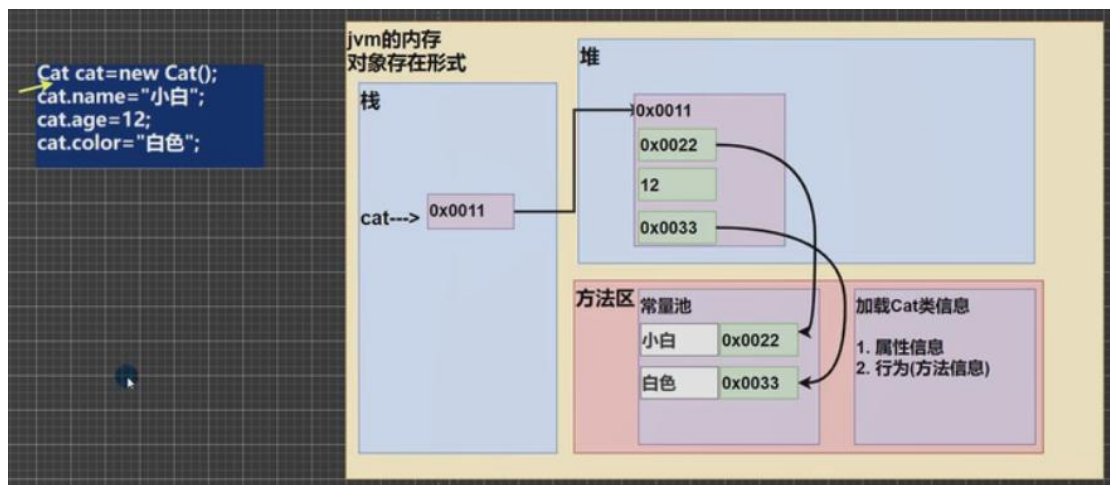 Cat cat=new Cat();
cat.name="小白";
cat.age=12;
cat.color="白色";
jvm的内存
对象存在形式
栈
cat--->
0x0011
堆
0x0011
0x0022
12
0x0033
方法区
常量池
小白 0x0022
白色 0x0033
加载Cat类信息
1. 属性信息
2. 行为(方法信息)